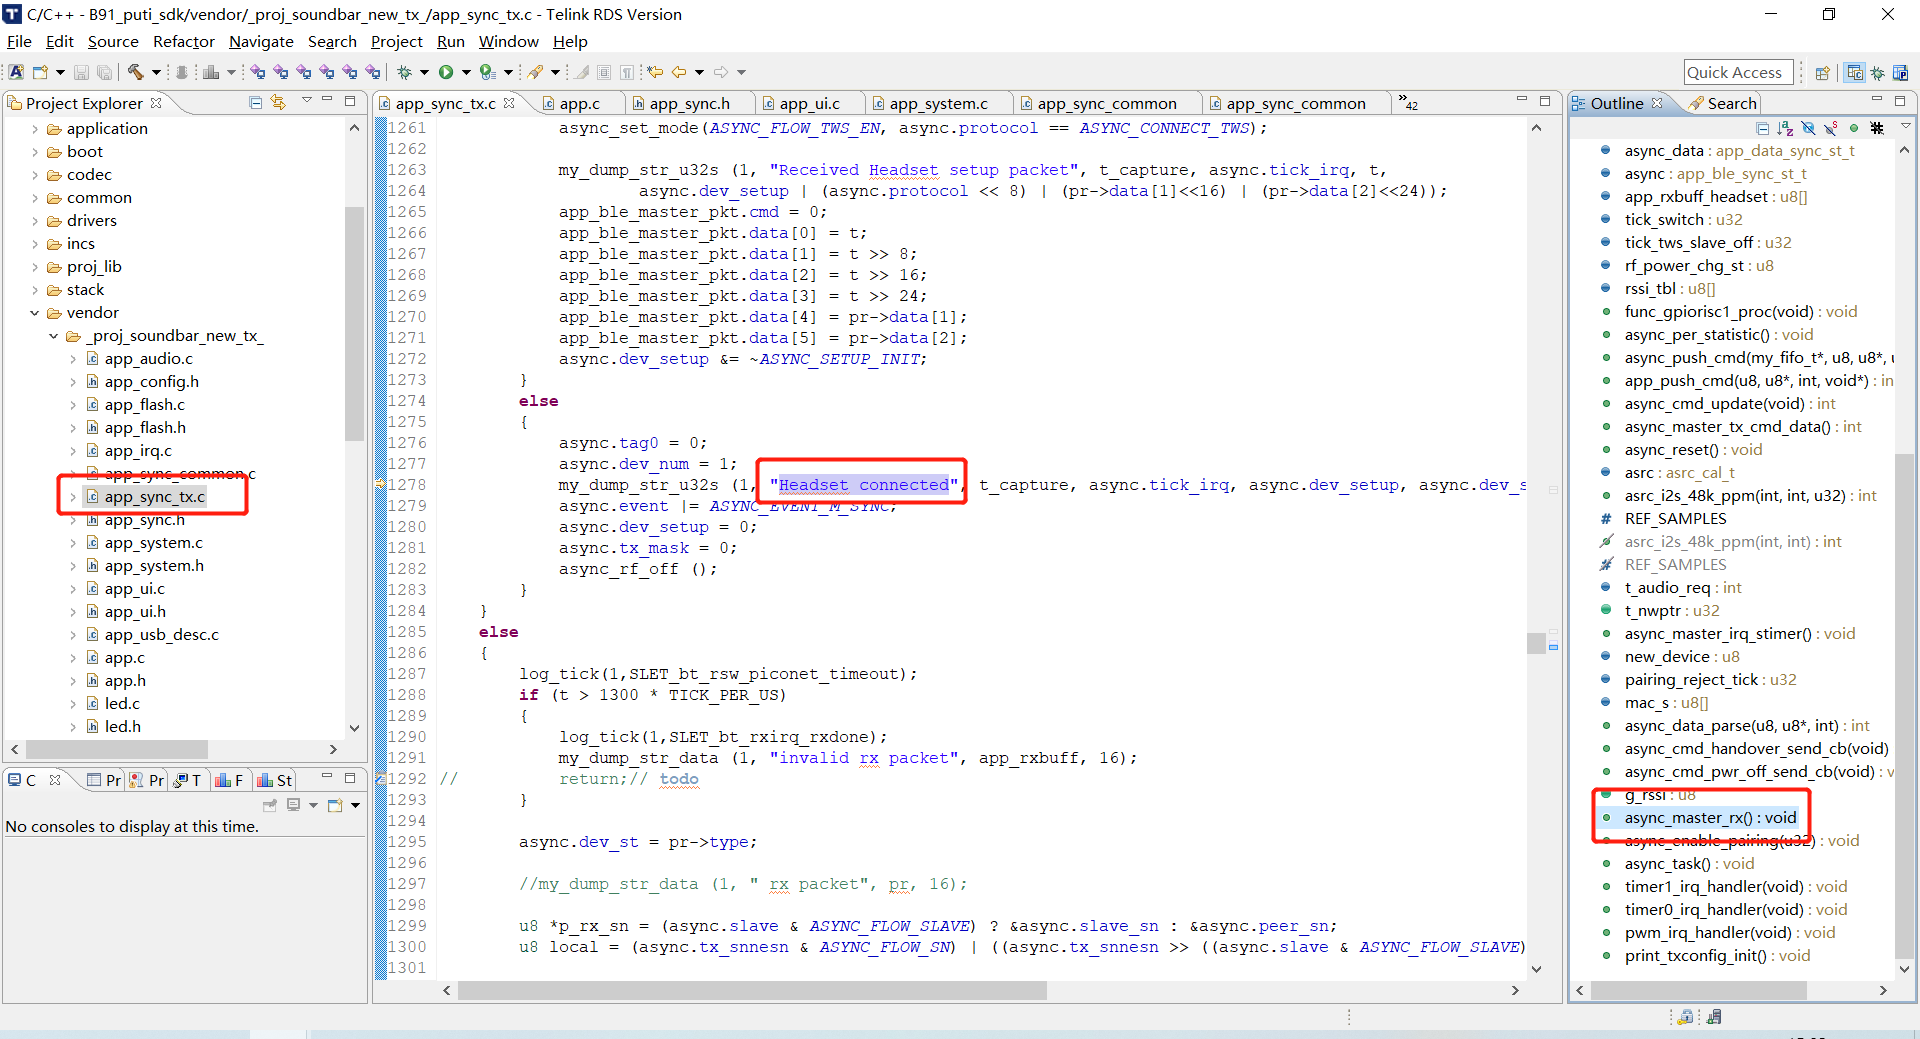 C/C++ - B91_puti_sdk/vendor/_proj_soundbar_new_tx_/app_sync_tx.c - Telink RDS Version
File Edit Source Refactor Navigate Search Project Run Window Help
Quick Access
Project Explorer
application
boot
codec
common
drivers
incs
proj_lib
stack
vendor
_proj_soundbar_new_tx_
app_audio.c
app_config.h
app_flash.c
app_flash.h
app_irq.c
app_sync_common.c
app_sync_tx.c
app_sync.h
app_system.c
app_system.h
app_ui.c
app_ui.h
app_usb_desc.c
app.c
app.h
led.c
led.h
C Pr Pr T F St
No consoles to display at this time.
app_sync_tx.c app.c app_sync.h app_ui.h app_system.c app_sync_common app_sync_common »42
1261 async_set_mode(ASYNC_FLOW_TWS_EN, async.protocol == ASYNC_CONNECT_TWS);
1262
1263 my_dump_str_u32s (1, "Received Headset setup packet", t_capture, async.tick_irq, t,
1264 async.dev_setup | (async.protocol << 8) | (pr->data[1]<<16) | (pr->data[2]<<24));
1265 app_ble_master_pkt.cmd = 0;
1266 app_ble_master_pkt.data[0] = t;
1267 app_ble_master_pkt.data[1] = t >> 8;
1268 app_ble_master_pkt.data[2] = t >> 16;
1269 app_ble_master_pkt.data[3] = t >> 24;
1270 app_ble_master_pkt.data[4] = pr->data[1];
1271 app_ble_master_pkt.data[5] = pr->data[2];
1272 async.dev_setup &= ~ASYNC_SETUP_INIT;
1273 }
1274 else
1275 {
1276 async.tag0 = 0;
1277 async.dev_num = 1;
1278 my_dump_str_u32s (1, "Headset connected", t_capture, async.tick_irq, async.dev_setup, async.dev_s
1279 async.event |= ASYNC_EVENT_M_SYNC;
1280 async.dev_setup = 0;
1281 async.tx_mask = 0;
1282 async_rf_off ();
1283 }
1284 }
1285 else
1286 {
1287 log_tick(1,SLET_bt_rsw_piconet_timeout);
1288 if (t > 1300 * TICK_PER_US)
1289 {
1290 log_tick(1,SLET_bt_rxirq_rxdone);
1291 my_dump_str_data (1, "invalid rx packet", app_rxbuff, 16);
1292 // return;// todo
1293 }
1294
1295 async.dev_st = pr->type;
1296
1297 //my_dump_str_data (1, " rx packet", pr, 16);
1298
1299 u8 *p_rx_sn = (async.slave & ASYNC_FLOW_SLAVE) ? &async.slave_sn : &async.peer_sn;
1300 u8 local = (async.tx_snnesn & ASYNC_FLOW_SN) | ((async.tx_snnesn >> ((async.slave & ASYNC_FLOW_SLAVE)
1301
Outline Search
async_data : app_data_sync_st_t
async : app_ble_sync_st_t
app_rxbuff_headset : u8[]
tick_switch : u32
tick_tws_slave_off : u32
rf_power_chg_st : u8
rssi_tbl : u8[]
func_gpiorisc1_proc(void) : void
async_per_statistic() : void
async_push_cmd(my_fifo_t*, u8, u8*, u
app_push_cmd(u8, u8*, int, void*) : in
async_cmd_update(void) : int
async_master_tx_cmd_data() : int
async_reset() : void
asrc : asrc_cal_t
asrc_i2s_48k_ppm(int, int, u32) : int
REF_SAMPLES
asrc_i2s_48k_ppm(int, int) : int
REF_SAMPLES
t_audio_req : int
t_nwptr : u32
async_master_irq_stimer() : void
new_device : u8
pairing_reject_tick : u32
mac_s : u8[]
async_data_parse(u8, u8*, int) : int
async_cmd_handover_send_cb(void)
async_cmd_pwr_off_send_cb(void) : v
g_rssi : u8
async_master_rx() : void
async_enable_pairing(u32) : void
async_task() : void
timer1_irq_handler(void) : void
timer0_irq_handler(void) : void
pwm_irq_handler(void) : void
print_txconfig_init() : void